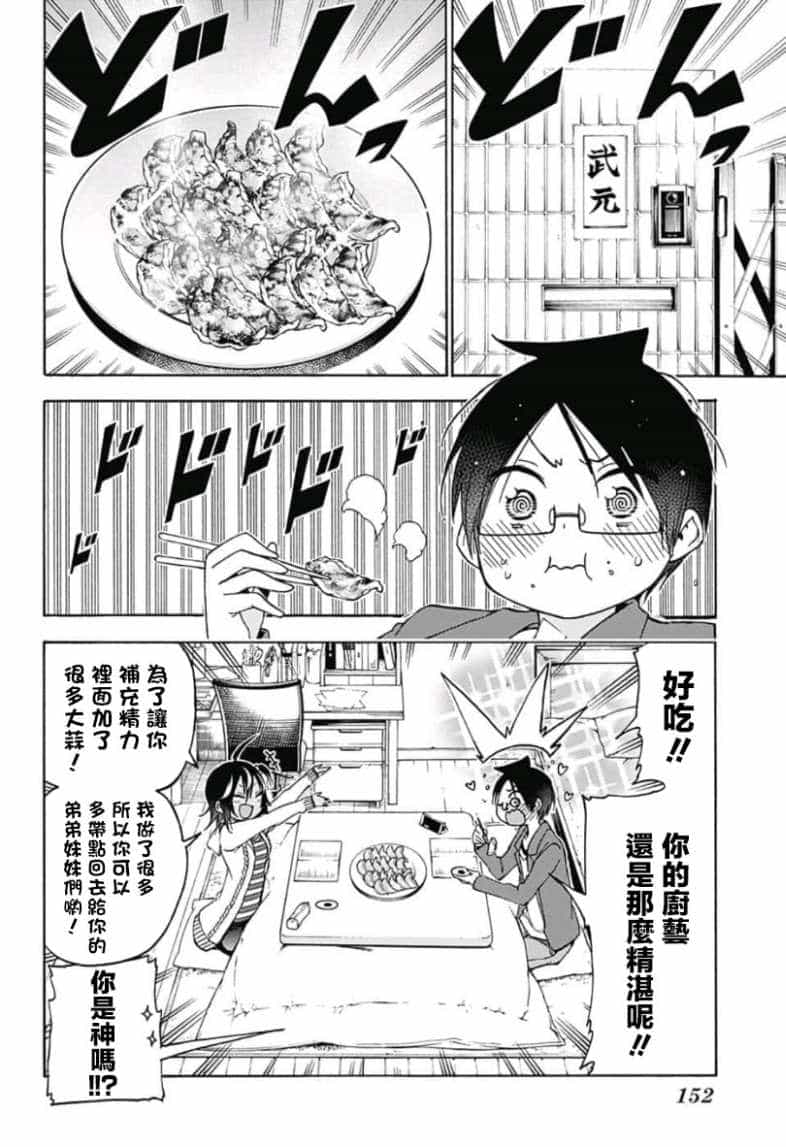 どんっ
武元
どんっ
ド
ド
ド
ド
ド
好吃!!
你的廚藝
還是那麼精湛呢!!
為了讓你
補充精力
裡面加了
很多大蒜！
我做了很多
所以你可以
多帶點回去給你的
弟弟妹妹們喲！
你是神嗎!!?
152